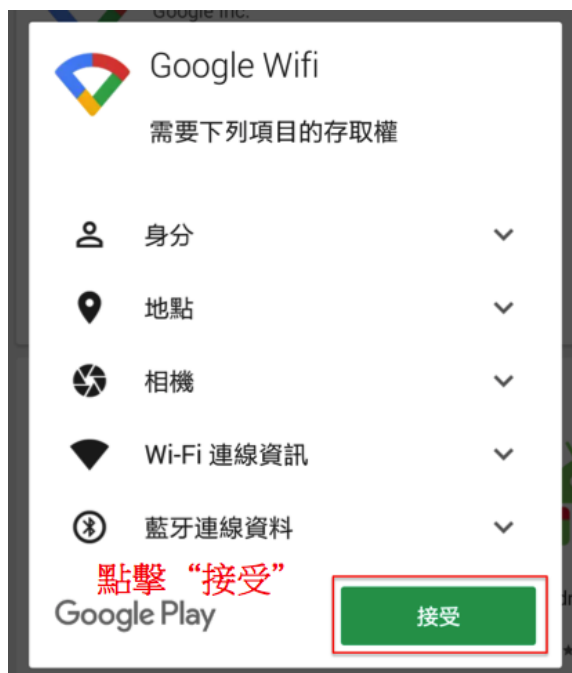 Google Inc.
Google Wifi
需要下列項目的存取權
身分
地點
相機
Wi-Fi 連線資訊
藍牙連線資料
點擊“接受”
Google Play
接受